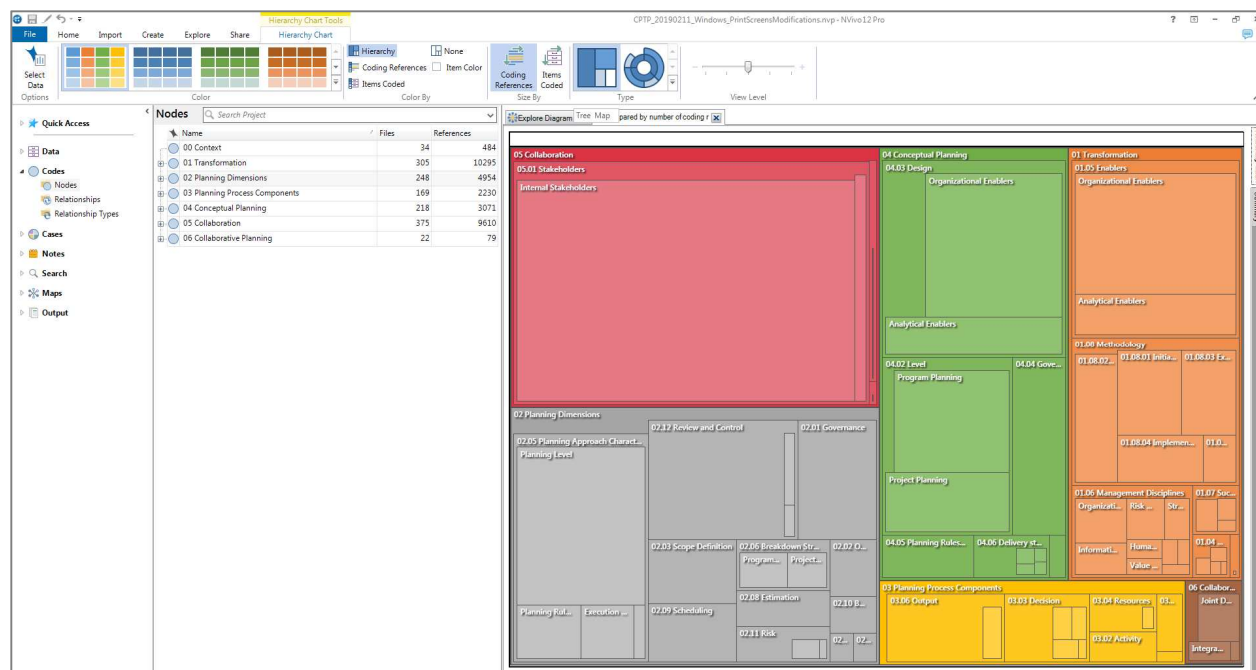 Hierarchy Chart Tools
CPTP_20190211_Windows_PrintScreensModifications.nvp - NVivo12 Pro
File Home Import Create Explore Share Hierarchy Chart
Select Data
Options
Color
Hierarchy
Coding References
Items Coded
None
Item Color
Color By
Coding References
Items Coded
Size By
Type
View Level
Quick Access
Data
Codes
Nodes
Relationships
Relationship Types
Cases
Notes
Search
Maps
Output
Nodes Search Project
Name Files References
00 Context 34 484
01 Transformation 305 10295
02 Planning Dimensions 248 4954
03 Planning Process Components 169 2230
04 Conceptual Planning 218 3071
05 Collaboration 375 9610
06 Collaborative Planning 22 79
Explore Diagram Tree Map pared by number of coding r
05 Collaboration
05.01 Stakeholders
Internal Stakeholders
04 Conceptual Planning
04.03 Design
Organizational Enablers
Analytical Enablers
04.02 Level
Program Planning
04.04 Gove...
Project Planning
04.05 Planning Rules...
04.06 Delivery st...
01 Transformation
01.05 Enablers
Organizational Enablers
Analytical Enablers
01.08 Methodology
01.08.02...
01.08.01 Initia...
01.08.03 Ex...
01.08.04 Implemen...
01.0...
01.06 Management Disciplines
01.07 Suc...
Organizati...
Risk ...
Str...
Informati...
Huma...
Value ...
01.04 ...
02 Planning Dimensions
02.05 Planning Approach Charact...
Planning Level
Planning Rul...
Execution ...
02.12 Review and Control
02.01 Governance
02.03 Scope Definition
02.06 Breakdown Str...
Program...
Project...
02.02 O...
02.08 Estimation
02.09 Scheduling
02.10 B...
02.11 Risk
02...
02...
03 Planning Process Components
03.06 Output
03.03 Decision
03.04 Resources
03...
03.02 Activity
06 Collabor...
Joint D...
Integra...